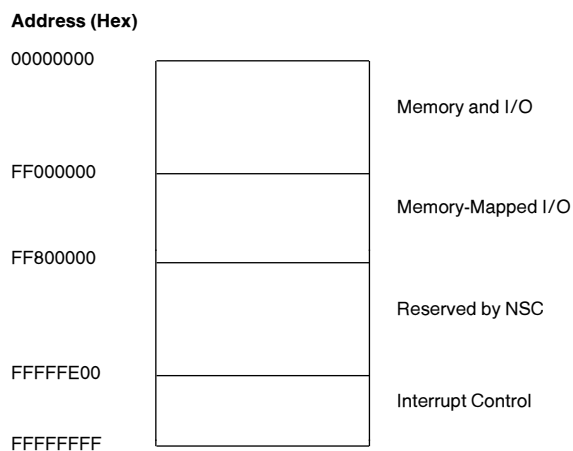 Address (Hex)
00000000
Memory and I/O
FF000000
Memory-Mapped I/O
FF800000
Reserved by NSC
FFFFFE00
Interrupt Control
FFFFFFFF